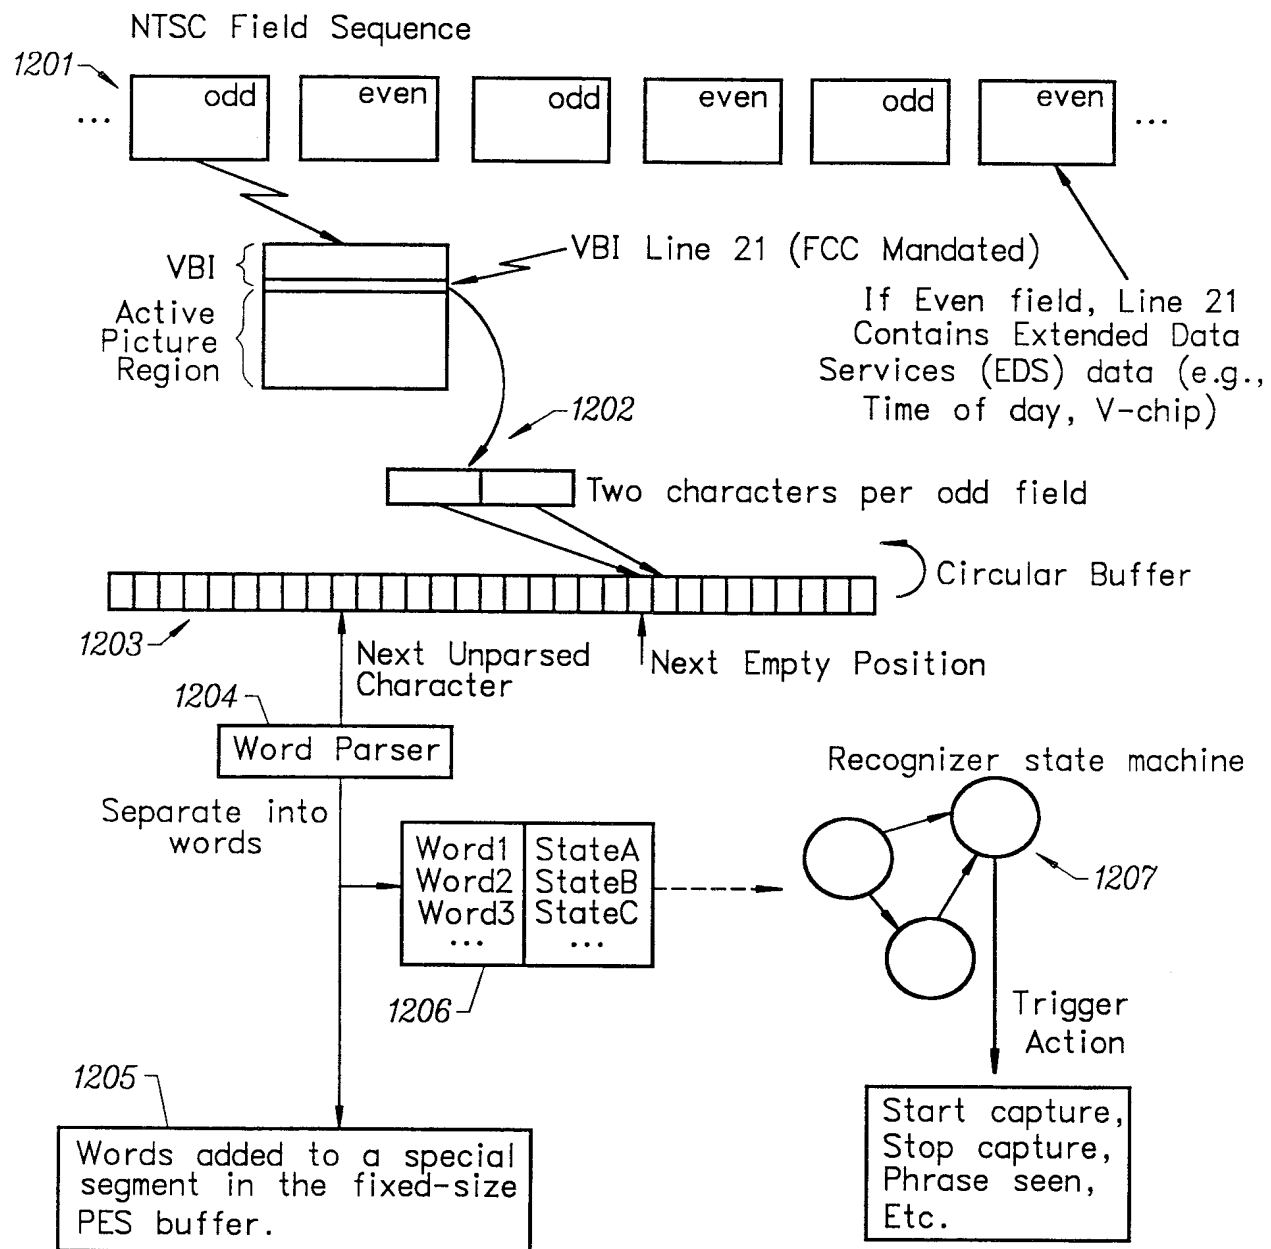 NTSC Field Sequence
1201
... odd even odd even odd even ...
VBI
VBI Line 21 (FCC Mandated)
Active
Picture
Region
If Even field, Line 21
Contains Extended Data
Services (EDS) data (e.g.,
Time of day, V-chip)
1202
Two characters per odd field
Circular Buffer
1203
Next Unparsed
Character
Next Empty Position
1204
Word Parser
Separate into
words
Word1 StateA
Word2 StateB
Word3 StateC
... ...
1206
Recognizer state machine
1207
Trigger
Action
Start capture,
Stop capture,
Phrase seen,
Etc.
1205
Words added to a special
segment in the fixed-size
PES buffer.